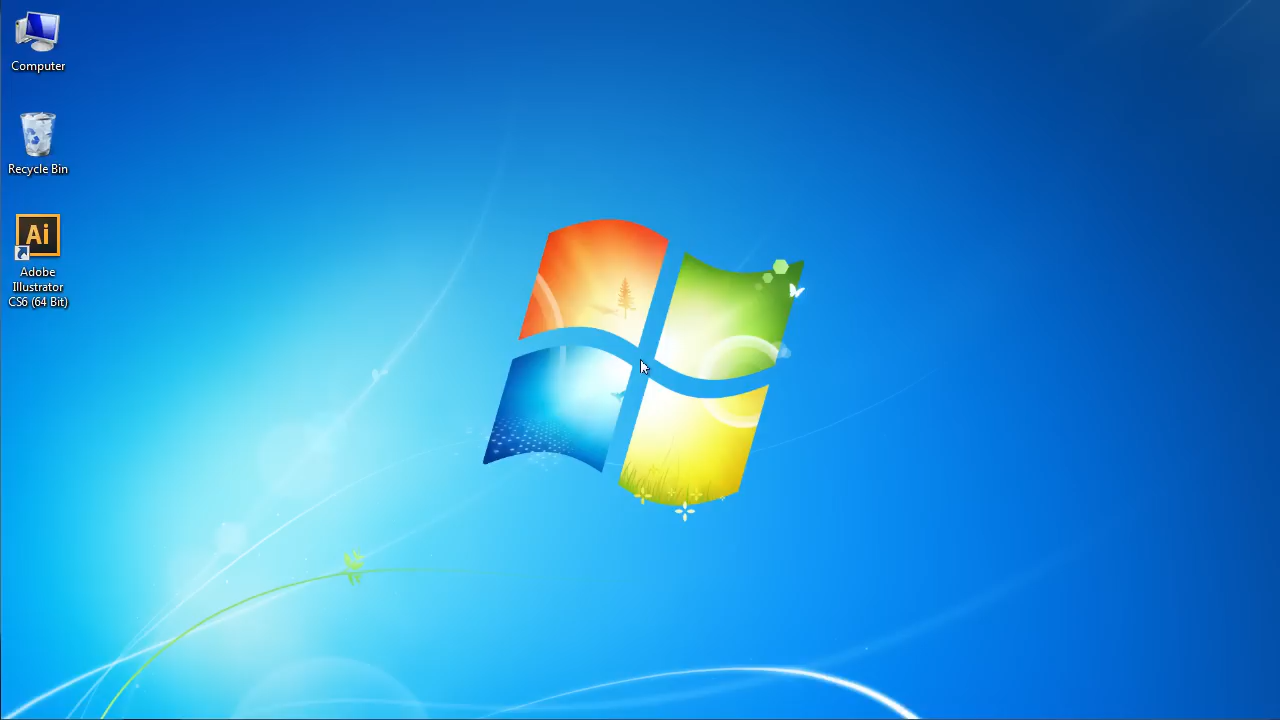 Computer
Recycle Bin
Ai
Adobe
Illustrator
CS6 (64 Bit)